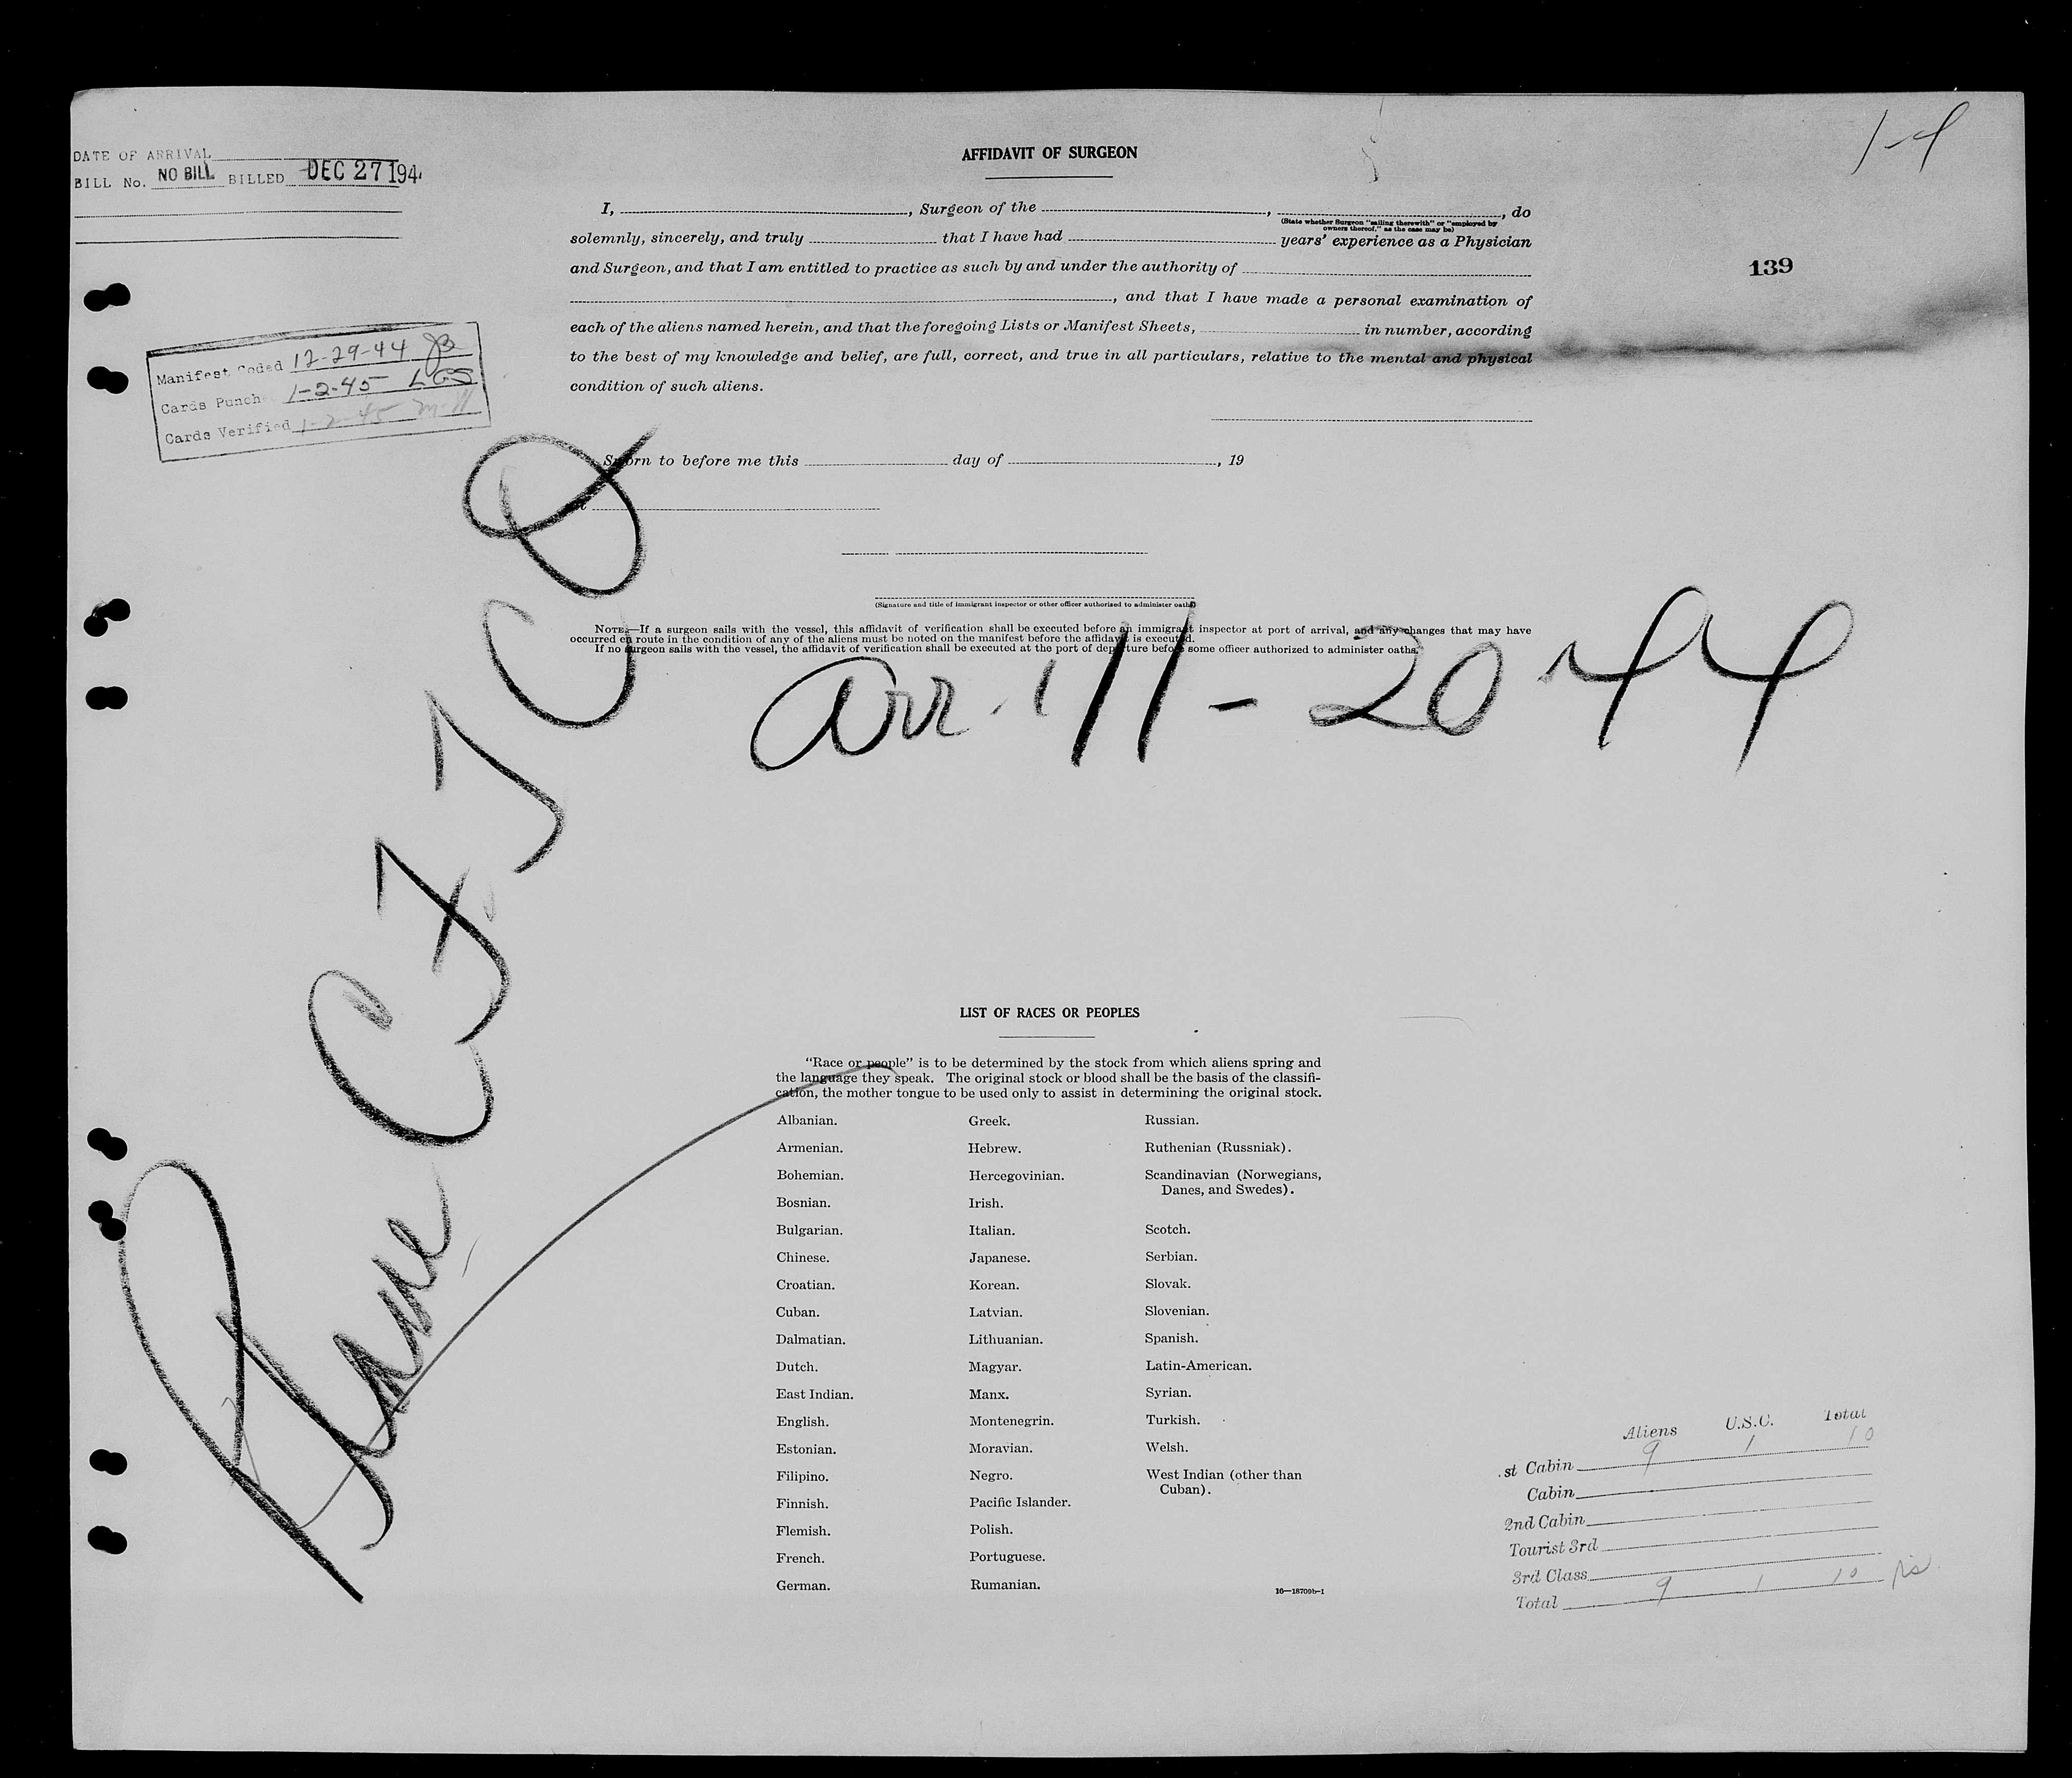 1-4
DATE OF ARRIVAL
BILL No. NO BILL BILLED DEC 27 194
AFFIDAVIT OF SURGEON
I, , Surgeon of the , , do
(State whether Surgeon "sailing therewith" or "employed by
owners thereof," as the case may be)
solemnly, sincerely, and truly that I have had years' experience as a Physician
and Surgeon, and that I am entitled to practice as such by and under the authority of
, and that I have made a personal examination of
each of the aliens named herein, and that the foregoing Lists or Manifest Sheets, in number, according
to the best of my knowledge and belief, are full, correct, and true in all particulars, relative to the mental and physical
condition of such aliens.
139
Manifest Coded 12-29-44
Cards Punch 1-2-45 LGS
Cards Verified 1-2-45
Sworn to before me this day of , 19
(Signature and title of immigrant inspector or other officer authorized to administer oaths)
NOTE.—If a surgeon sails with the vessel, this affidavit of verification shall be executed before an immigrant inspector at port of arrival, and any changes that may have
occurred en route in the condition of any of the aliens must be noted on the manifest before the affidavit is executed.
If no surgeon sails with the vessel, the affidavit of verification shall be executed at the port of departure before some officer authorized to administer oaths.
Plane
arr. 11-20 44
LIST OF RACES OR PEOPLES
"Race or people" is to be determined by the stock from which aliens spring and
the language they speak. The original stock or blood shall be the basis of the classifi-
cation, the mother tongue to be used only to assist in determining the original stock.
Albanian.
Armenian.
Bohemian.
Bosnian.
Bulgarian.
Chinese.
Croatian.
Cuban.
Dalmatian.
Dutch.
East Indian.
English.
Estonian.
Filipino.
Finnish.
Flemish.
French.
German.
Greek.
Hebrew.
Hercegovinian.
Irish.
Italian.
Japanese.
Korean.
Latvian.
Lithuanian.
Magyar.
Manx.
Montenegrin.
Moravian.
Negro.
Pacific Islander.
Polish.
Portuguese.
Rumanian.
Russian.
Ruthenian (Russniak).
Scandinavian (Norwegians,
Danes, and Swedes).
Scotch.
Serbian.
Slovak.
Slovenian.
Spanish.
Latin-American.
Syrian.
Turkish.
Welsh.
West Indian (other than
Cuban).
16—18709b-1
Aliens U.S.C. Total
st Cabin 9 1 10
Cabin
2nd Cabin
Tourist 3rd
3rd Class
Total 9 1 10